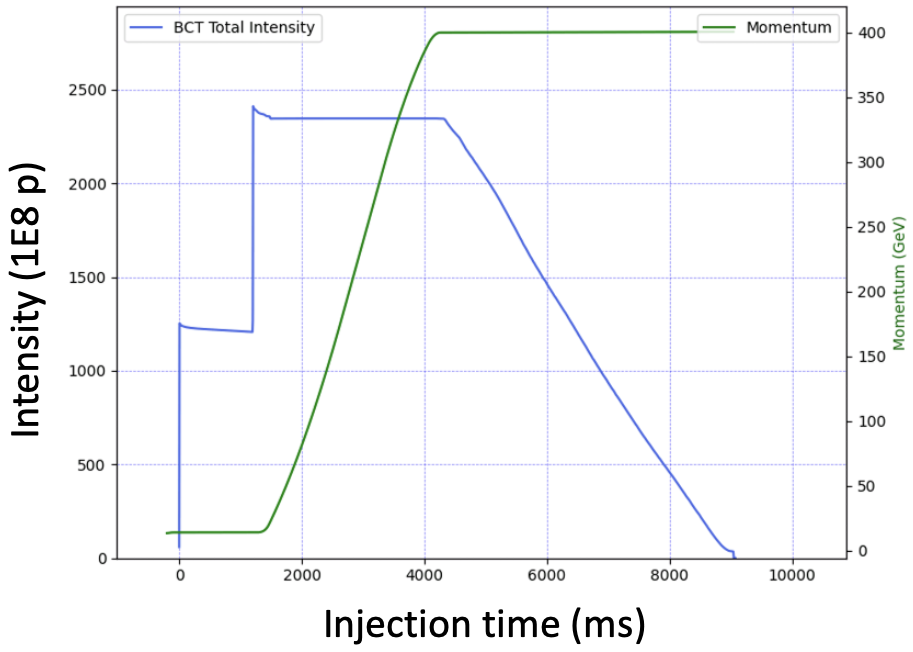 BCT Total Intensity
Momentum
Intensity (1E8 p)
2500
2000
1500
1000
500
0
400
350
300
250
200
150
100
50
0
Momentum (GeV)
0 2000 4000 6000 8000 10000
Injection time (ms)